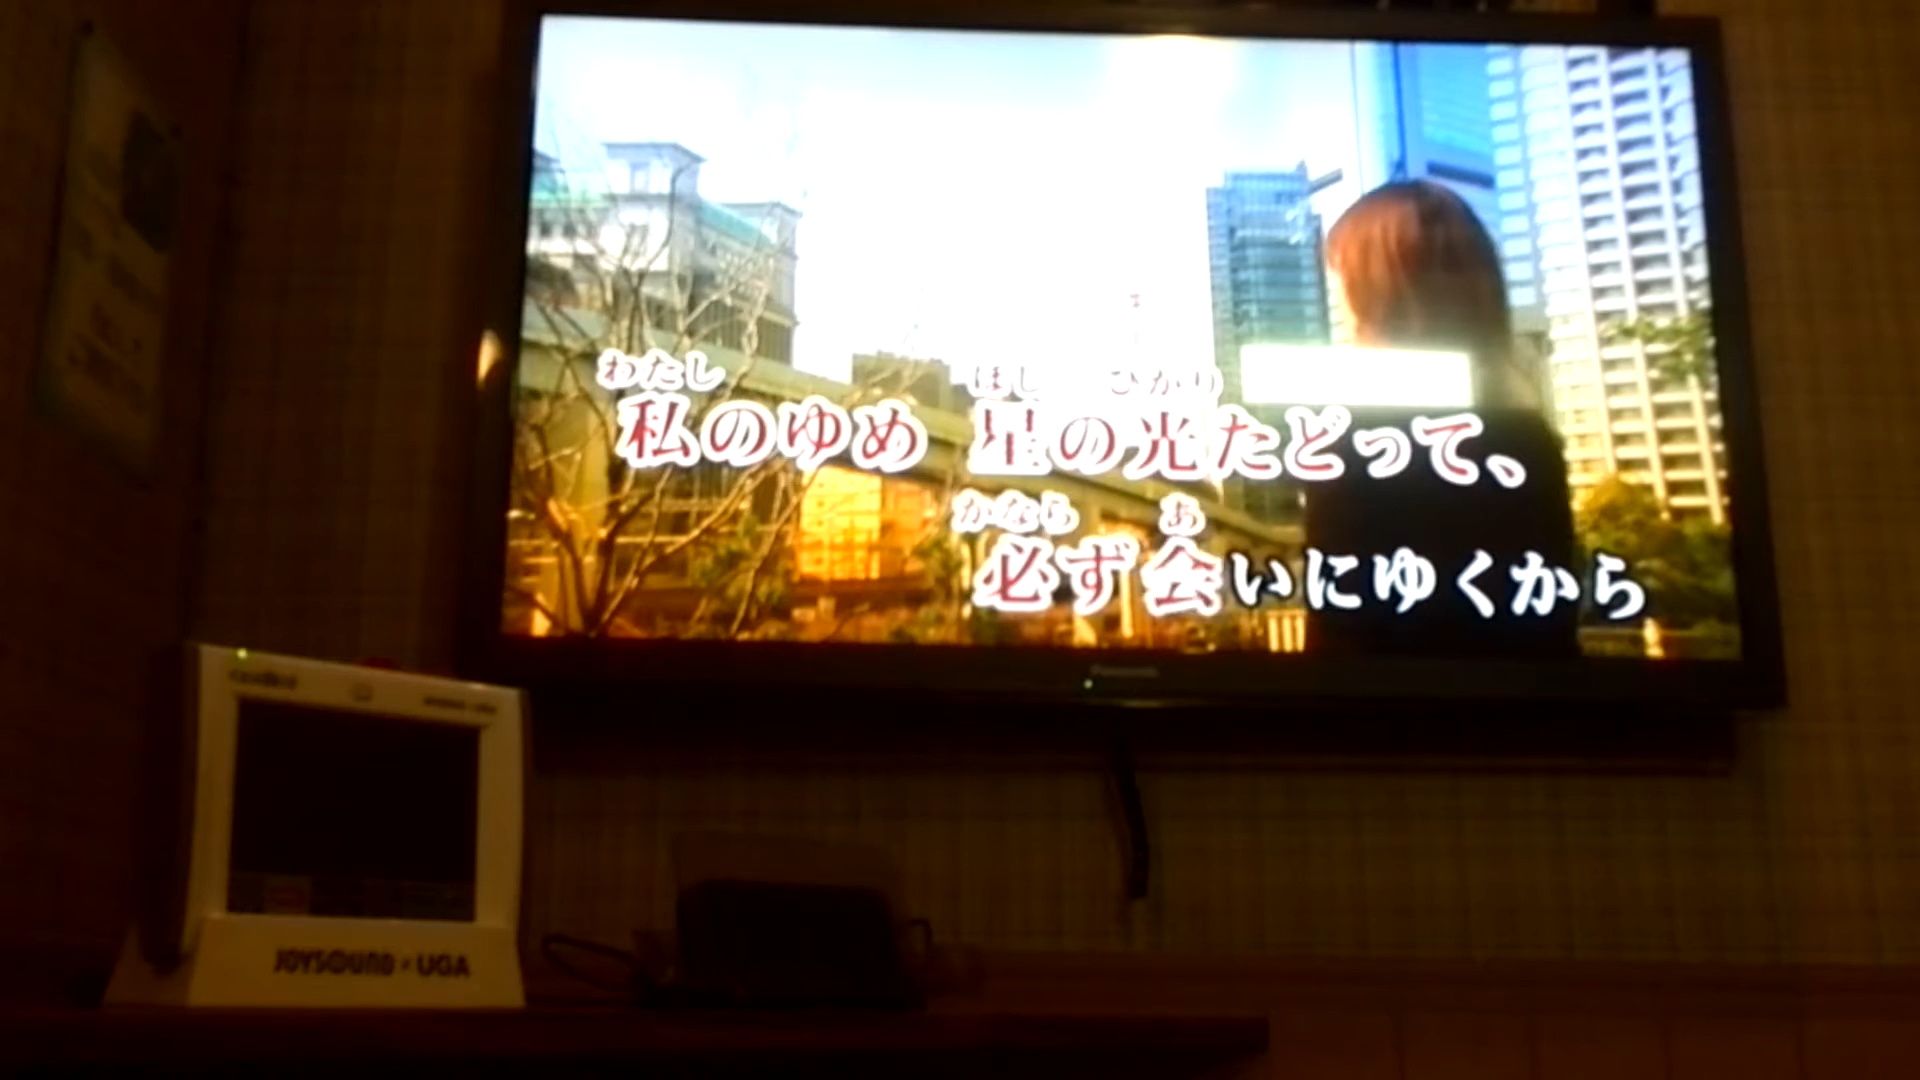 わたし ほし ひかり
私のゆめ 星の光たどって、
かなら あ
必ず会いにゆくから
Panasonic
JOYSOUND×UGA